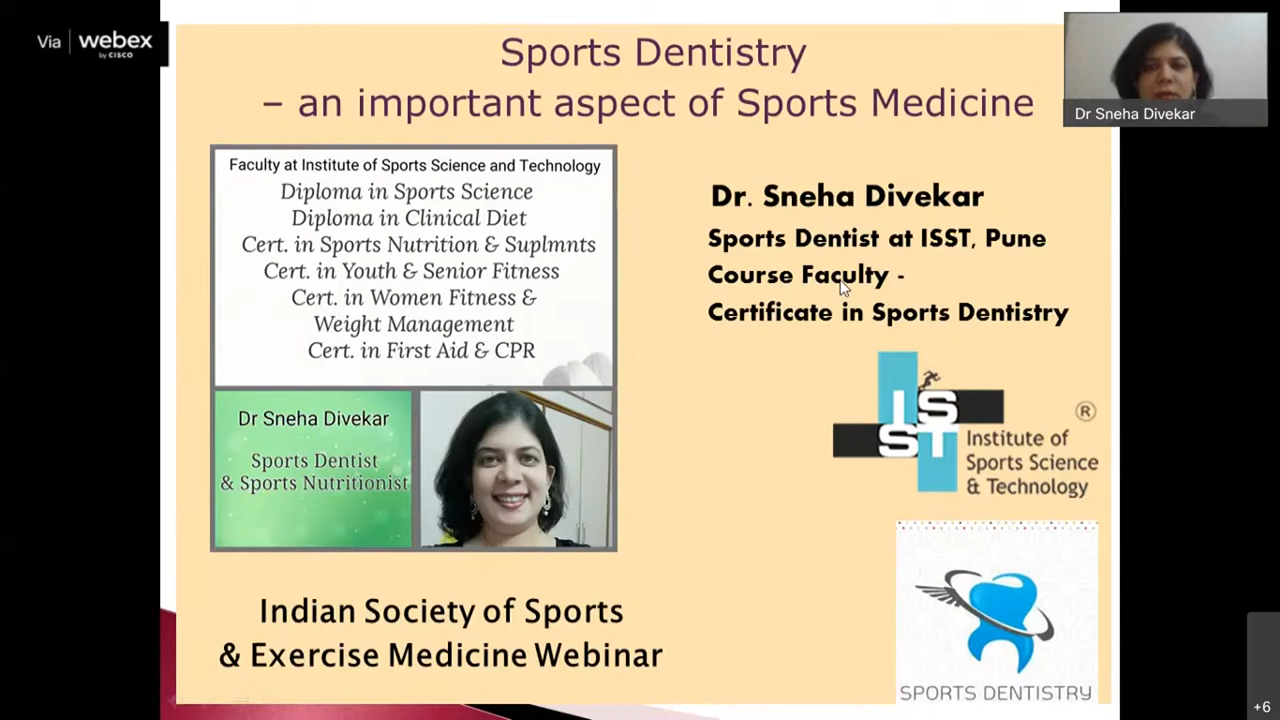 Via webex
by CISCO
Sports Dentistry
– an important aspect of Sports Medicine
Dr Sneha Divekar
Faculty at Institute of Sports Science and Technology
Diploma in Sports Science
Diploma in Clinical Diet
Cert. in Sports Nutrition & Suplmnts
Cert. in Youth & Senior Fitness
Cert. in Women Fitness &
Weight Management
Cert. in First Aid & CPR
Dr Sneha Divekar
Sports Dentist
& Sports Nutritionist
Dr. Sneha Divekar
Sports Dentist at ISST, Pune
Course Faculty -
Certificate in Sports Dentistry
IS
ST
®
Institute of
Sports Science
& Technology
Indian Society of Sports
& Exercise Medicine Webinar
SPORTS DENTISTRY
+6